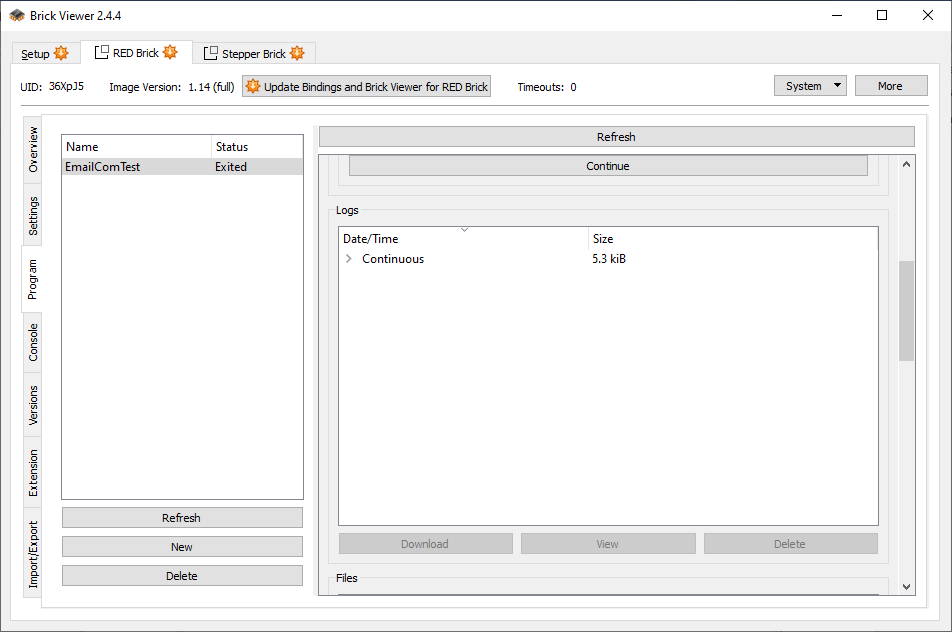 Brick Viewer 2.4.4
Setup
RED Brick
Stepper Brick
UID: 36XpJ5
Image Version: 1.14 (full)
Update Bindings and Brick Viewer for RED Brick
Timeouts: 0
System
More
Overview
Settings
Program
Console
Versions
Extension
Import/Export
Name Status
EmailComTest Exited
Refresh
New
Delete
Refresh
Continue
Logs
Date/Time Size
Continuous 5.3 kiB
Download
View
Delete
Files